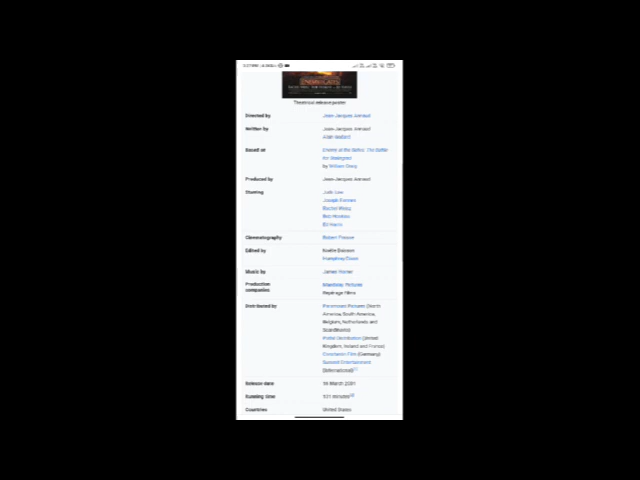 Theatrical release poster
Directed by Jean-Jacques Annaud
Written by Jean-Jacques Annaud
Alain Godard
Based on Enemy at the Gates: The Battle
for Stalingrad
by William Craig
Produced by Jean-Jacques Annaud
Starring Jude Law
Joseph Fiennes
Rachel Weisz
Bob Hoskins
Ed Harris
Cinematography Robert Fraisse
Edited by Noëlle Boisson
Humphrey Dixon
Music by James Horner
Production
companies Mandalay Pictures
Repérage Films
Distributed by Paramount Pictures (North
America, South America,
Belgium, Netherlands and
Scandinavia)
Pathé Distribution (United
Kingdom, Ireland and France)
Constantin Film (Germany)
Summit Entertainment
(International)
Release date March 2001
Running time 131 minutes
Countries United States